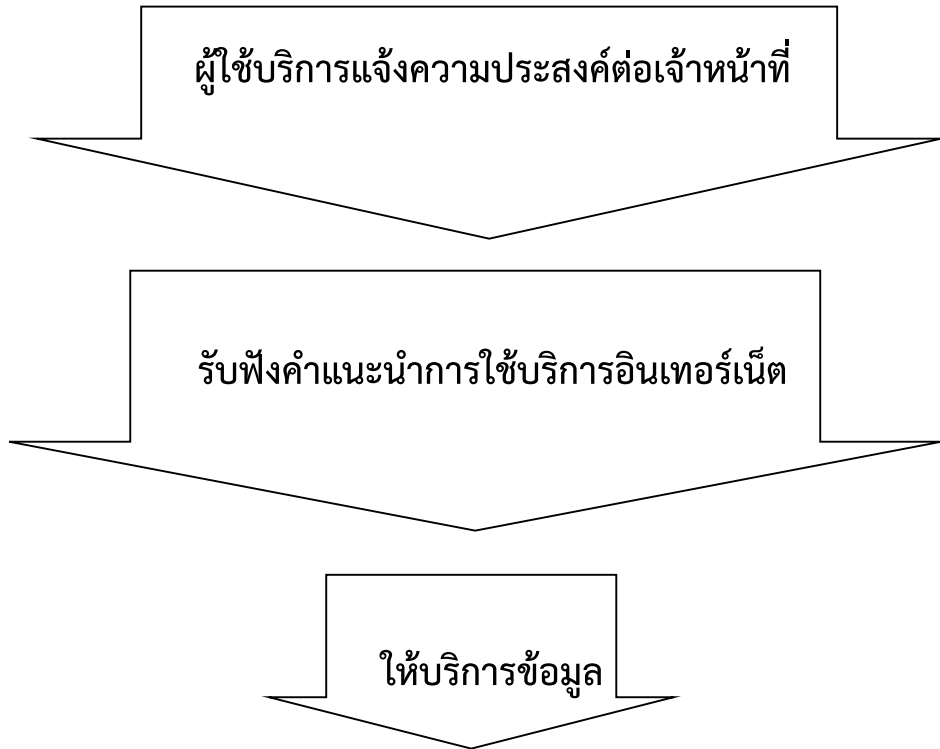 ผู้ใช้บริการแจ้งความประสงค์ต่อเจ้าหน้าที่
รับฟังคำแนะนำการใช้บริการอินเทอร์เน็ต
ให้บริการข้อมูล